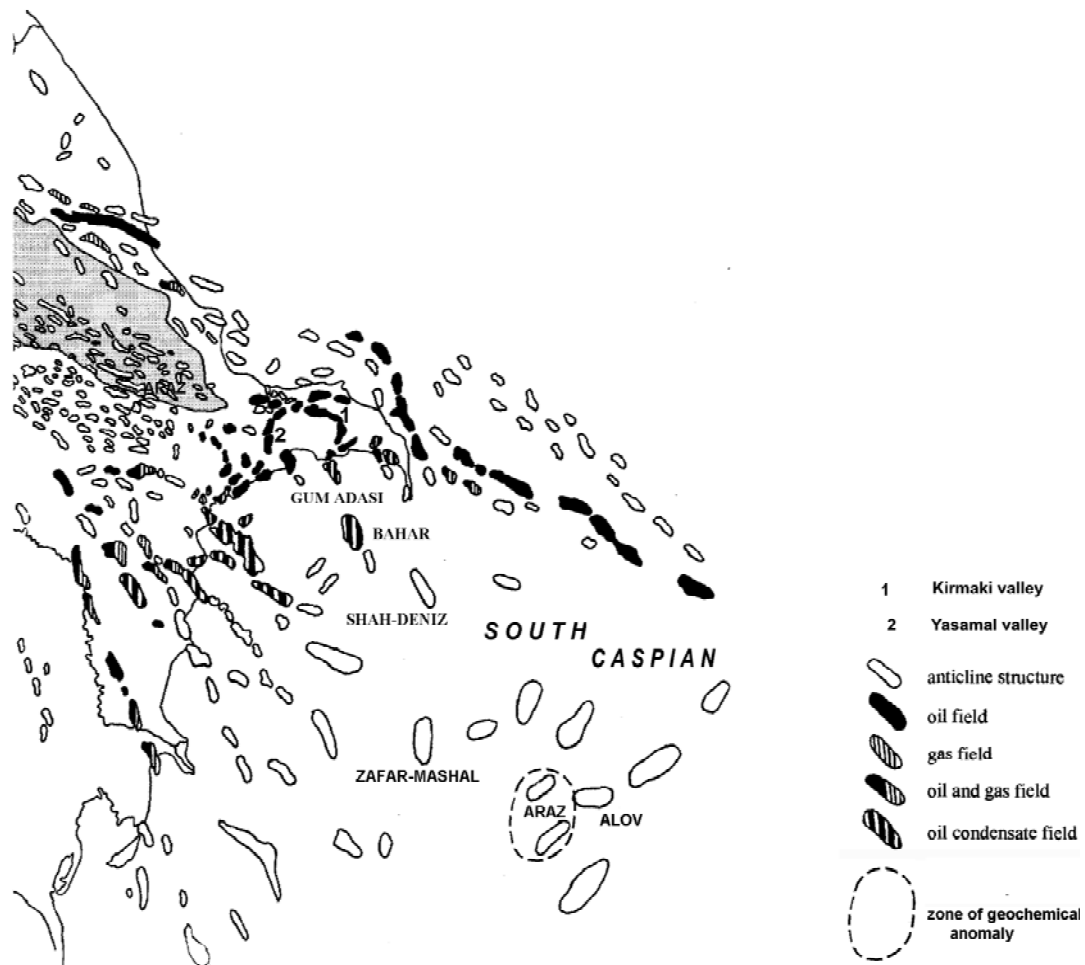 ARAZ
1
2
GUM ADASI
BAHAR
SHAH-DENIZ
SOUTH
CASPIAN
ZAFAR-MASHAL
ARAZ
ALOV
1 Kirmaki valley
2 Yasamal valley
anticline structure
oil field
gas field
oil and gas field
oil condensate field
zone of geochemical
anomaly